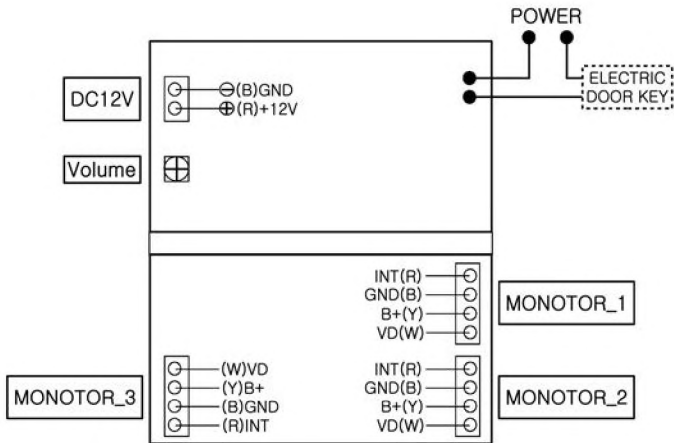 POWER
ELECTRIC
DOOR KEY
DC12V
⊖(B)GND
⊕(R)+12V
Volume
INT(R)
GND(B)
B+(Y)
VD(W)
MONOTOR_1
MONOTOR_3
(W)VD
(Y)B+
(B)GND
(R)INT
INT(R)
GND(B)
B+(Y)
VD(W)
MONOTOR_2